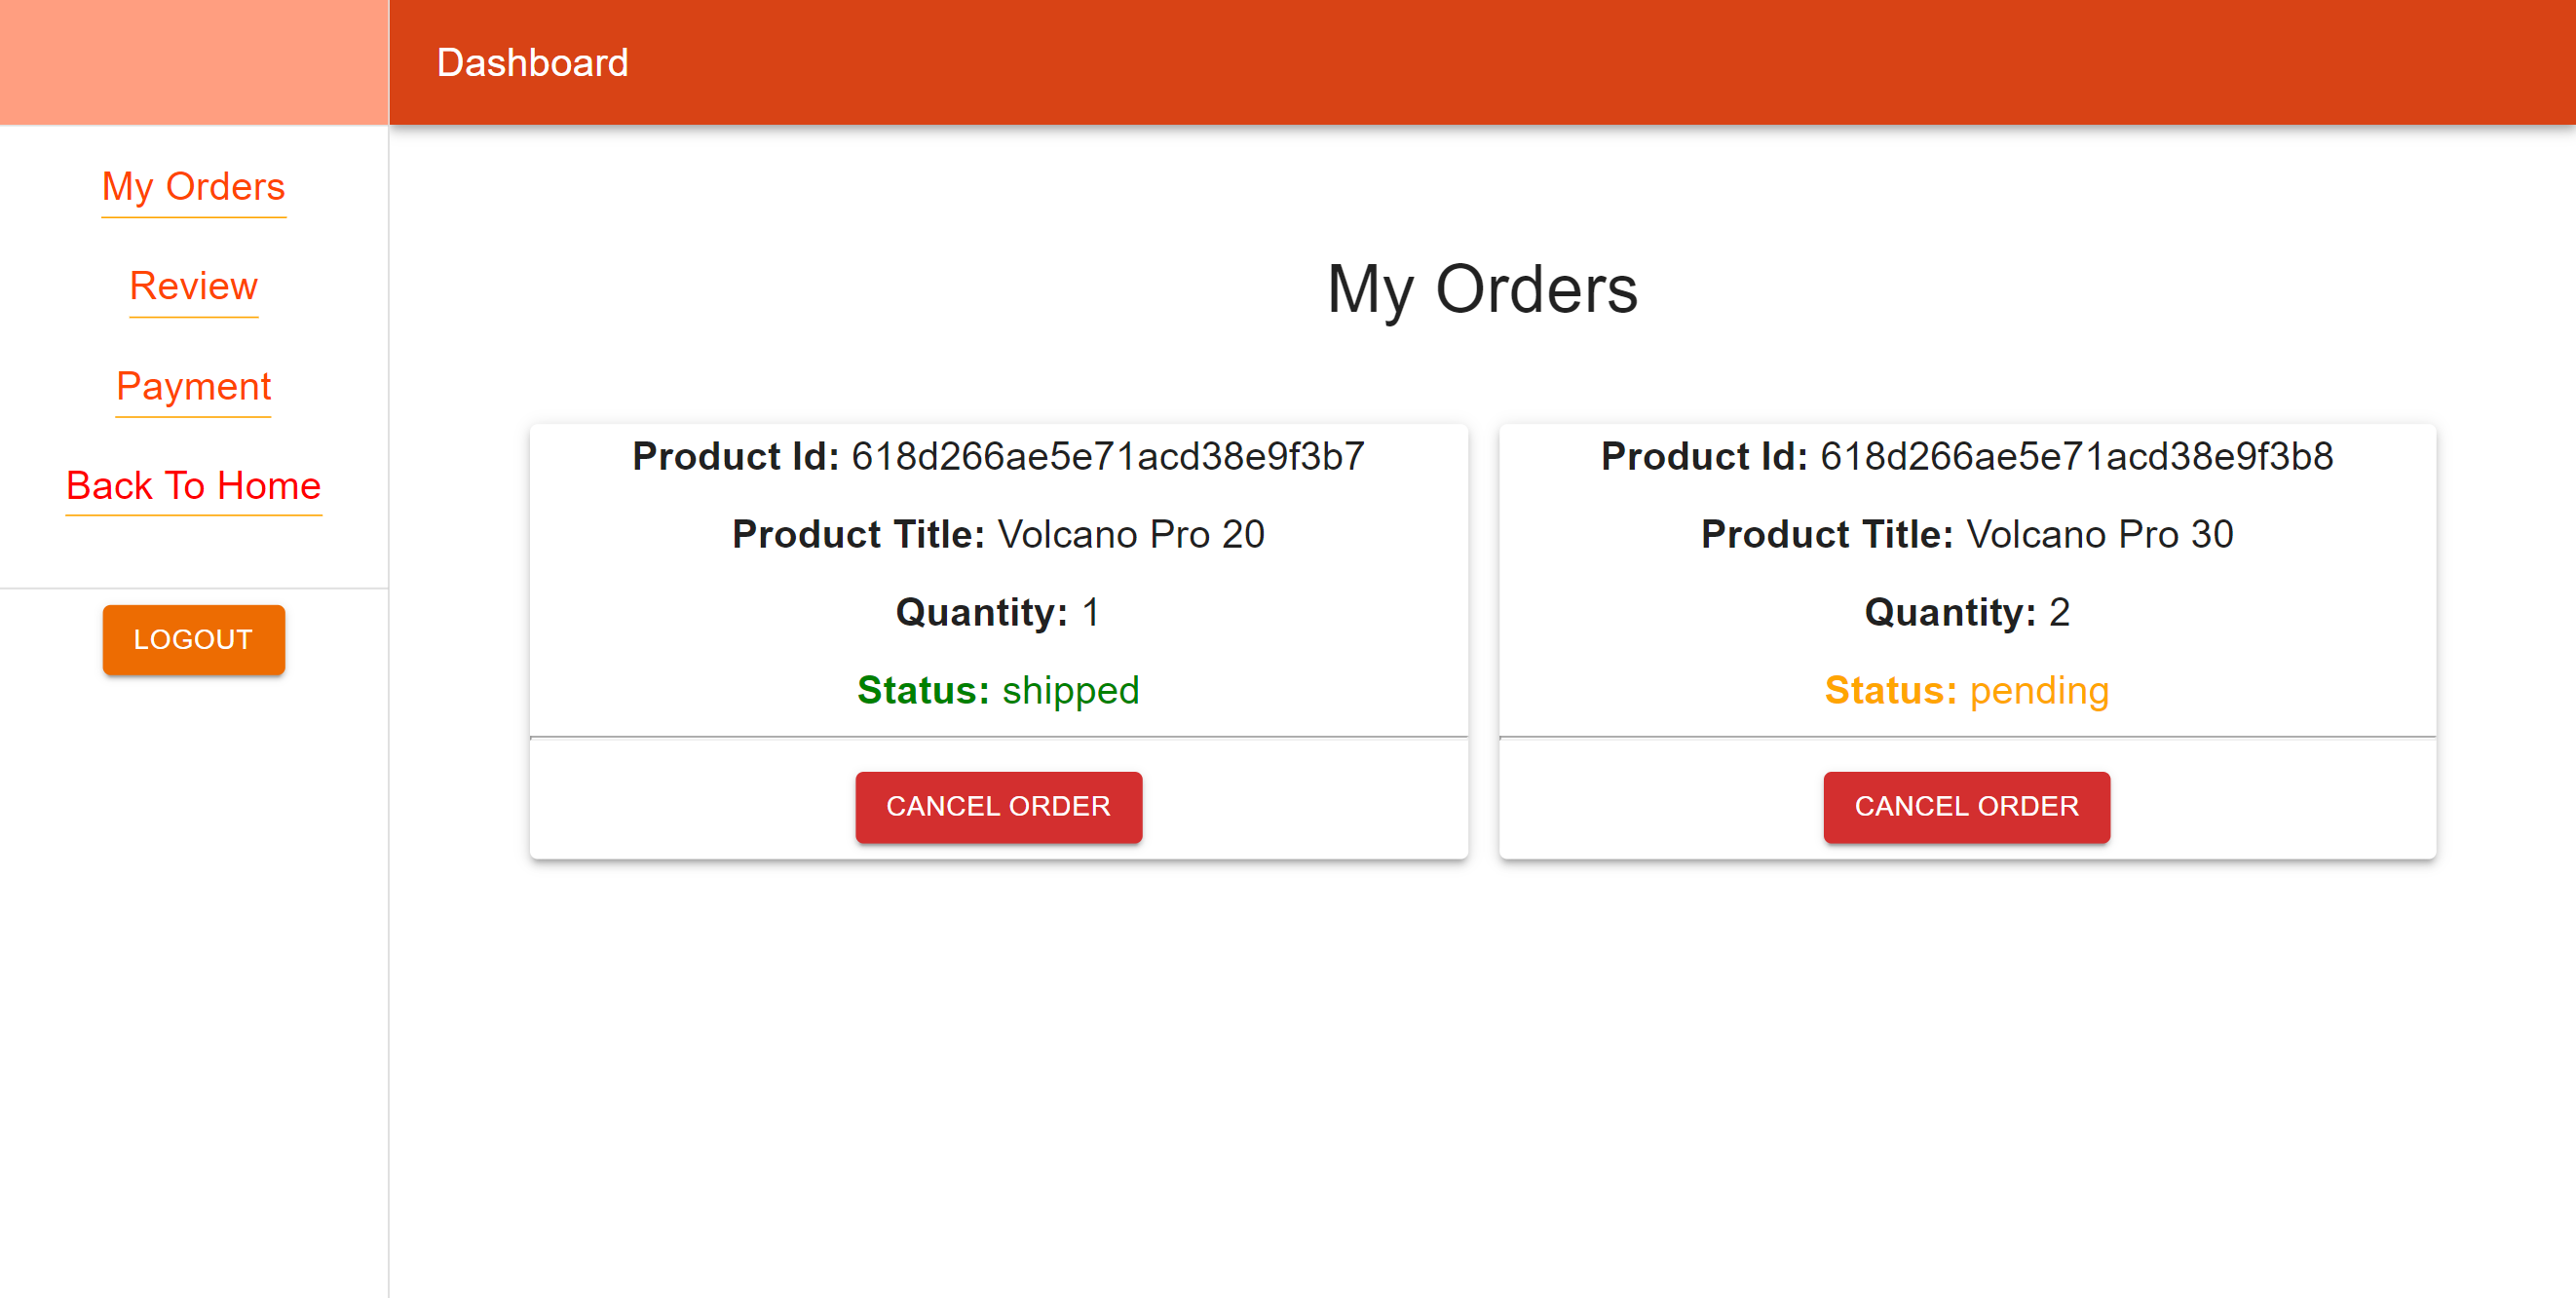 Dashboard
My Orders
Review
Payment
Back To Home
LOGOUT
My Orders
Product Id: 618d266ae5e71acd38e9f3b7
Product Title: Volcano Pro 20
Quantity: 1
Status: shipped
CANCEL ORDER
Product Id: 618d266ae5e71acd38e9f3b8
Product Title: Volcano Pro 30
Quantity: 2
Status: pending
CANCEL ORDER